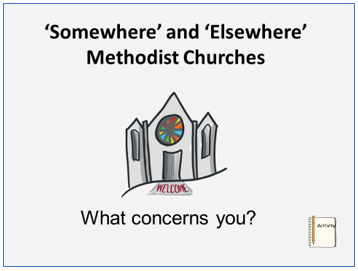 ‘Somewhere’ and ‘Elsewhere’
Methodist Churches
WELCOME
What concerns you?